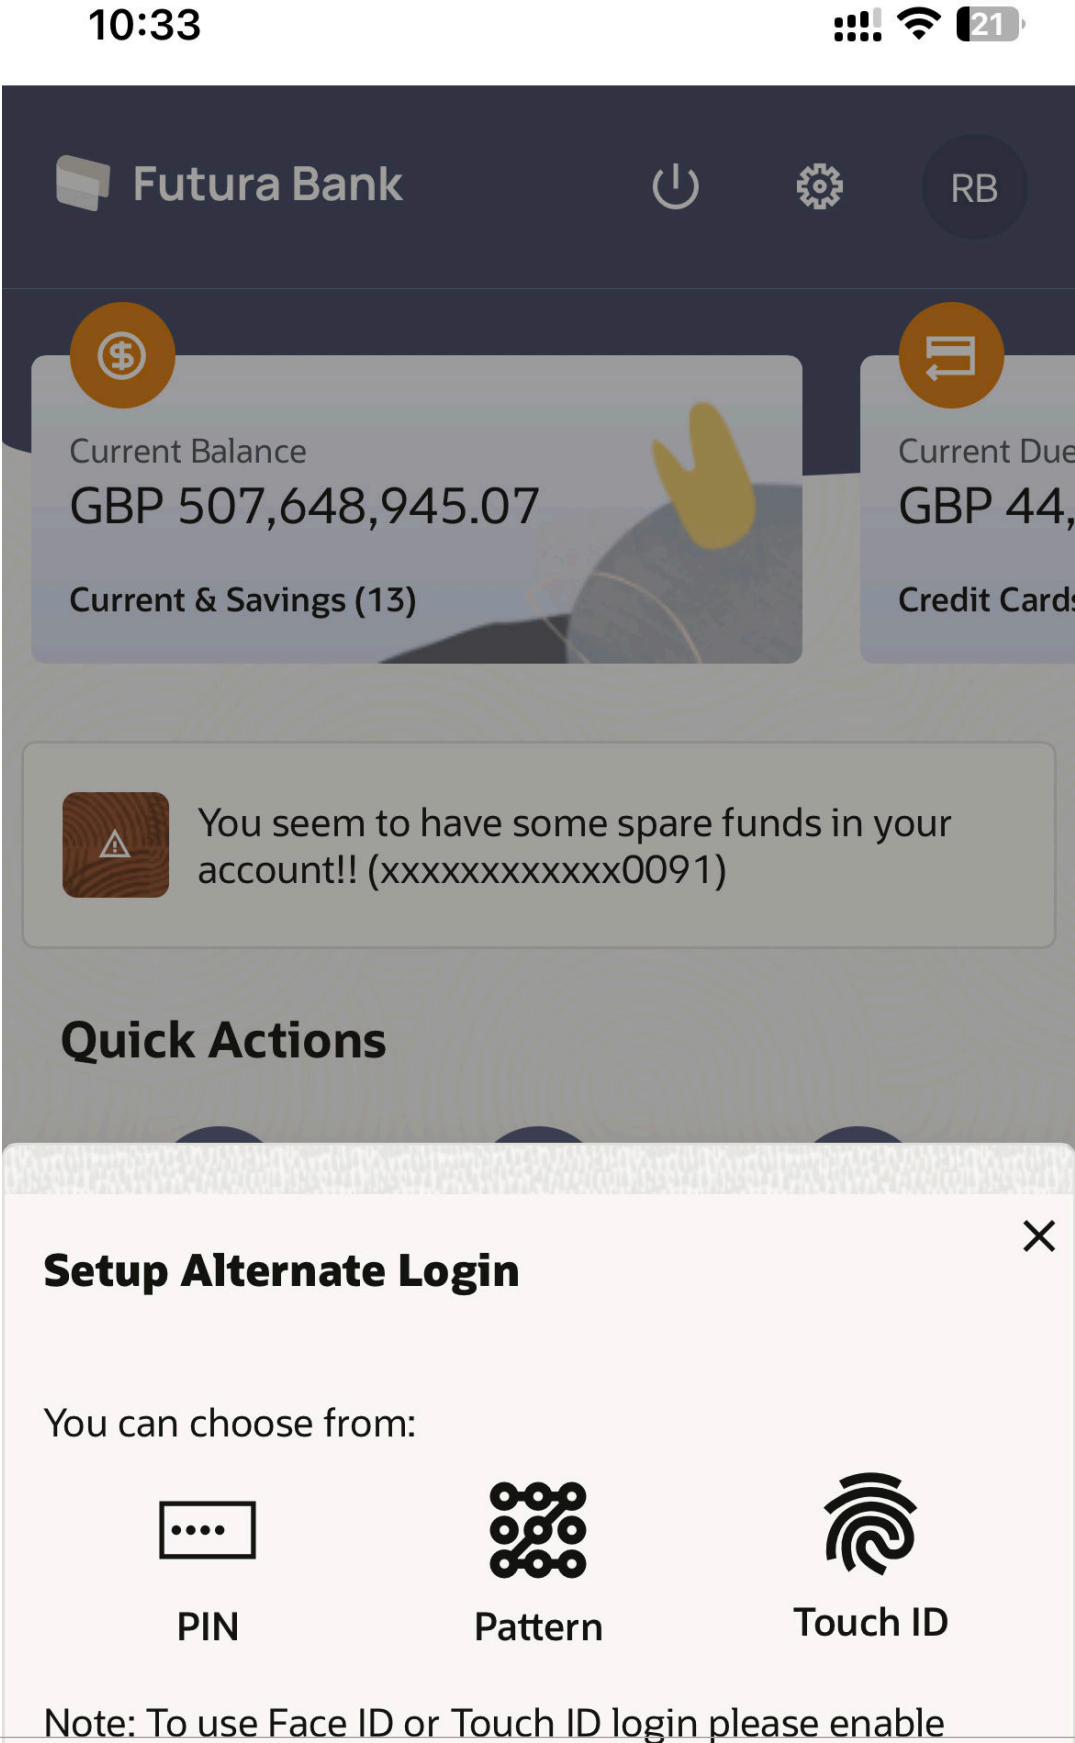 10:33
21
Futura Bank
RB
Current Balance
GBP 507,648,945.07
Current & Savings (13)
Current Due
GBP 44,
Credit Cards
You seem to have some spare funds in your
account!! (xxxxxxxxxxxx0091)
Quick Actions
Setup Alternate Login
You can choose from:
PIN
Pattern
Touch ID
Note: To use Face ID or Touch ID login please enable